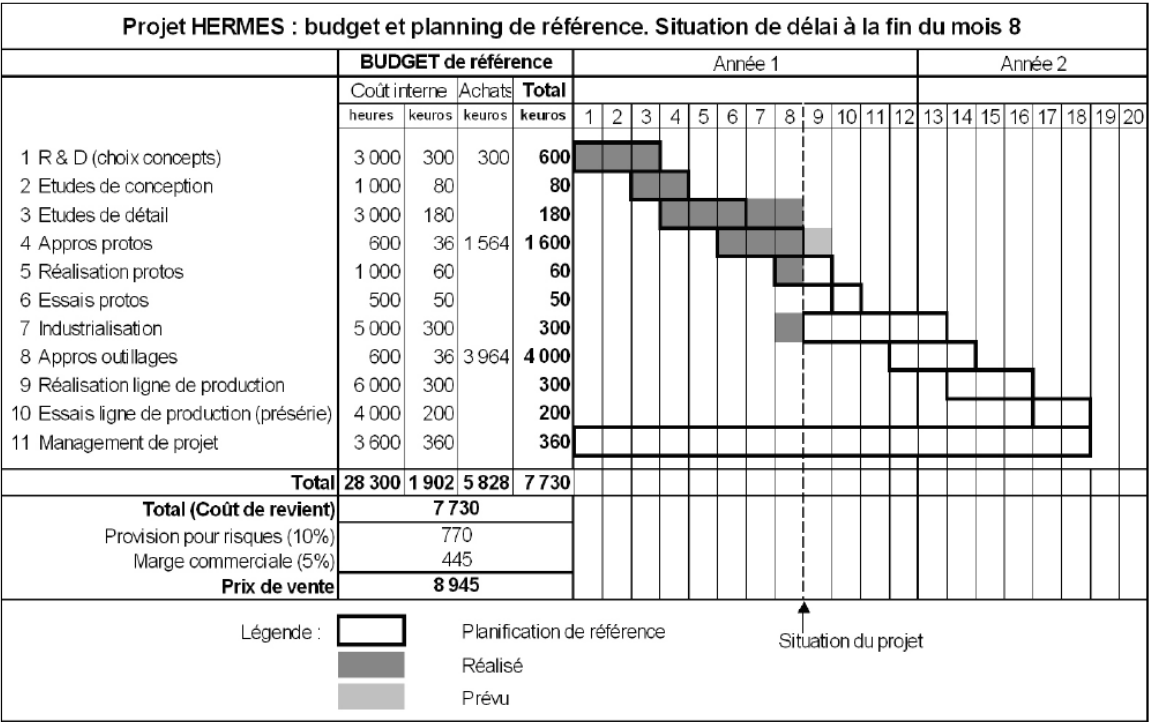 Projet HERMES : budget et planning de référence. Situation de délai à la fin du mois 8
BUDGET de référence Année 1 Année 2
Coût interne Achats Total
heures keuros keuros keuros 1 2 3 4 5 6 7 8 9 10 11 12 13 14 15 16 17 18 19 20
1 R & D (choix concepts) 3 000 300 300 600
2 Etudes de conception 1 000 80 80
3 Etudes de détail 3 000 180 180
4 Appros protos 600 36 1 564 1 600
5 Réalisation protos 1 000 60 60
6 Essais protos 500 50 50
7 Industrialisation 5 000 300 300
8 Appros outillages 600 36 3 964 4 000
9 Réalisation ligne de production 6 000 300 300
10 Essais ligne de production (présérie) 4 000 200 200
11 Management de projet 3 600 360 360
Total 28 300 1 902 5 828 7 730
Total (Coût de revient) 7 730
Provision pour risques (10%) 770
Marge commerciale (5%) 445
Prix de vente 8 945
Légende : Planification de référence Situation du projet
Réalisé
Prévu